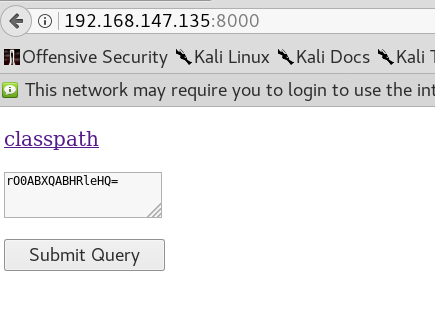 192.168.147.135:8000
Offensive Security Kali Linux Kali Docs Kali T
This network may require you to login to use the int
classpath
rO0ABXQABHRleHQ=
Submit Query